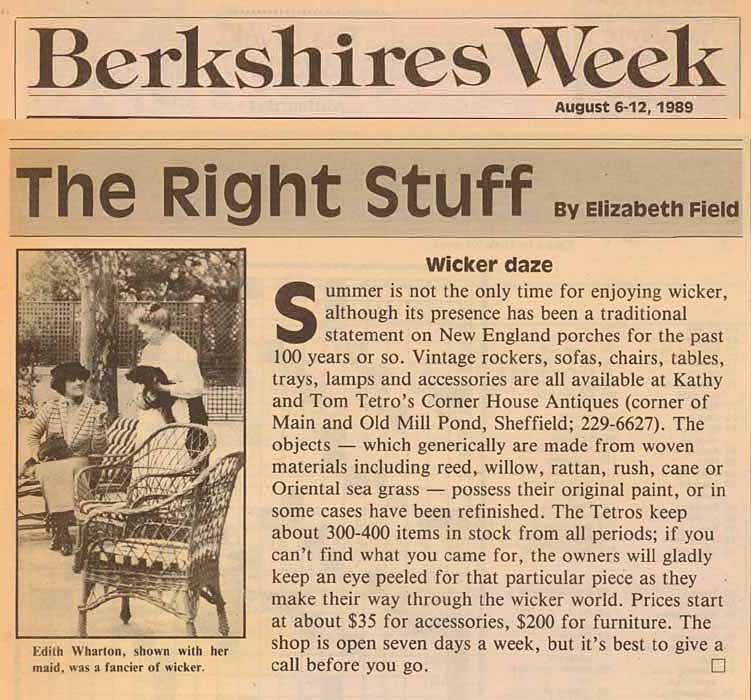 Berkshires Week
August 6-12, 1989
The Right Stuff By Elizabeth Field
Wicker daze
Summer is not the only time for enjoying wicker,
although its presence has been a traditional
statement on New England porches for the past
100 years or so. Vintage rockers, sofas, chairs, tables,
trays, lamps and accessories are all available at Kathy
and Tom Tetro's Corner House Antiques (corner of
Main and Old Mill Pond, Sheffield; 229-6627). The
objects — which generically are made from woven
materials including reed, willow, rattan, rush, cane or
Oriental sea grass — possess their original paint, or in
some cases have been refinished. The Tetros keep
about 300-400 items in stock from all periods; if you
can't find what you came for, the owners will gladly
keep an eye peeled for that particular piece as they
make their way through the wicker world. Prices start
at about $35 for accessories, $200 for furniture. The
shop is open seven days a week, but it's best to give a
call before you go.
Edith Wharton, shown with her
maid, was a fancier of wicker.